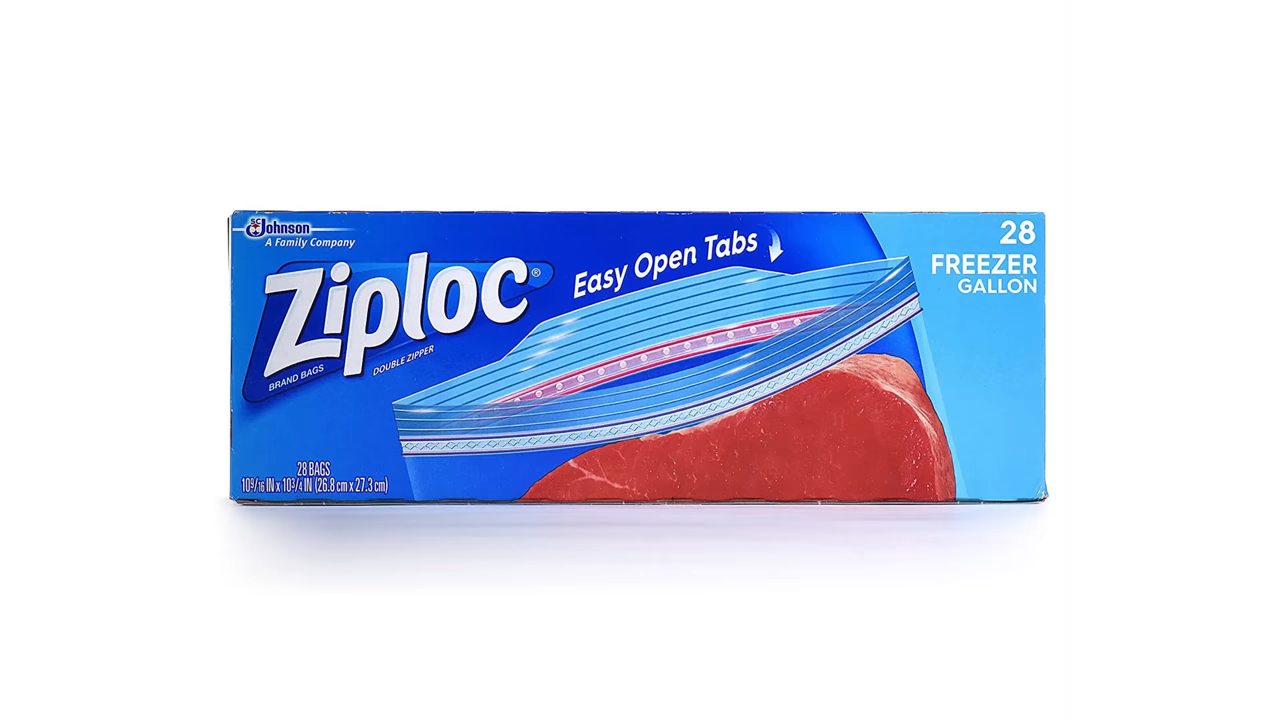 SC Johnson
A Family Company
Ziploc®
BRAND BAGS
DOUBLE ZIPPER
Easy Open Tabs
28
FREEZER
GALLON
28 BAGS
10 9/16 IN x 10 3/4 IN (26.8 cm x 27.3 cm)